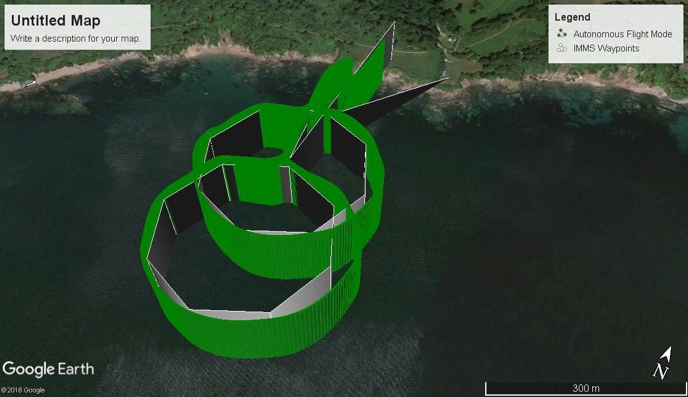 Untitled Map
Write a description for your map.
Legend
Autonomous Flight Mode
IMMS Waypoints
Google Earth
© 2018 Google
N
300 m